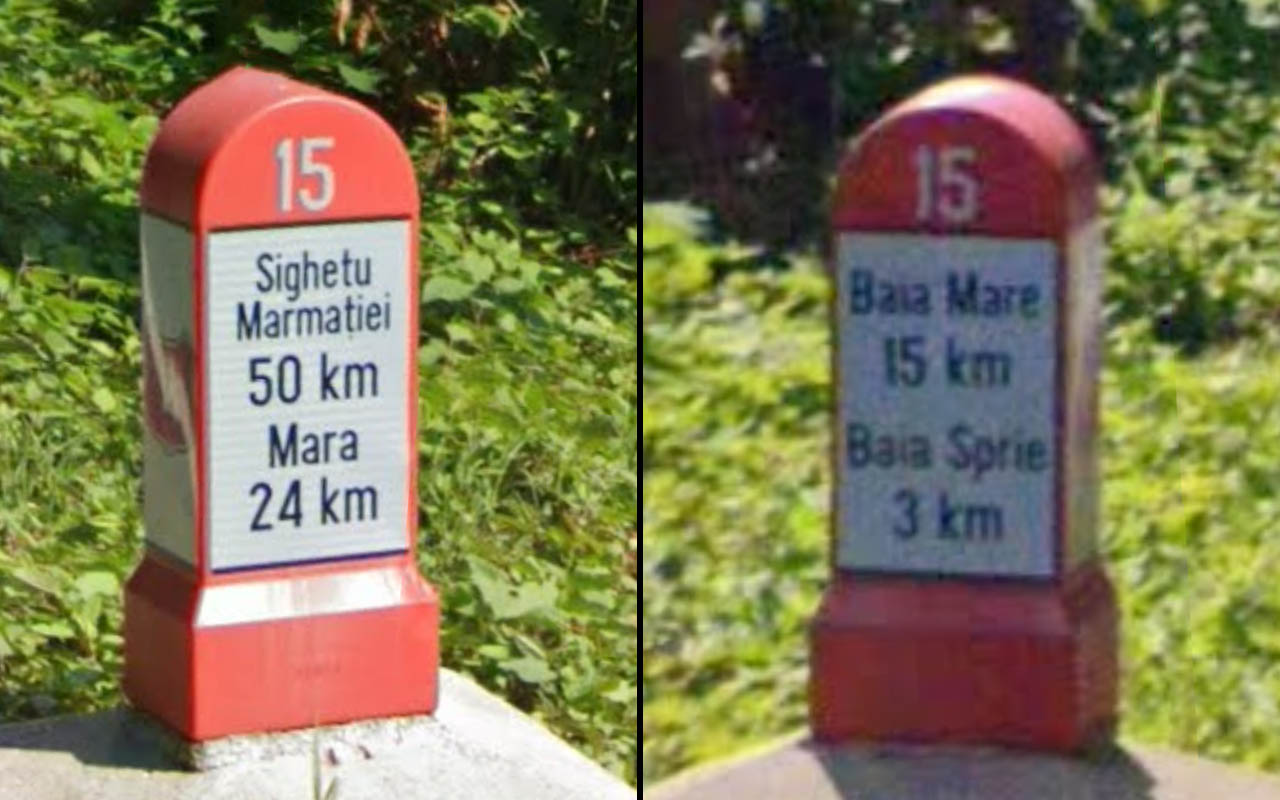 15
Sighetu
Marmației
50 km
Mara
24 km
15
Baia Mare
15 km
Baia Sprie
3 km